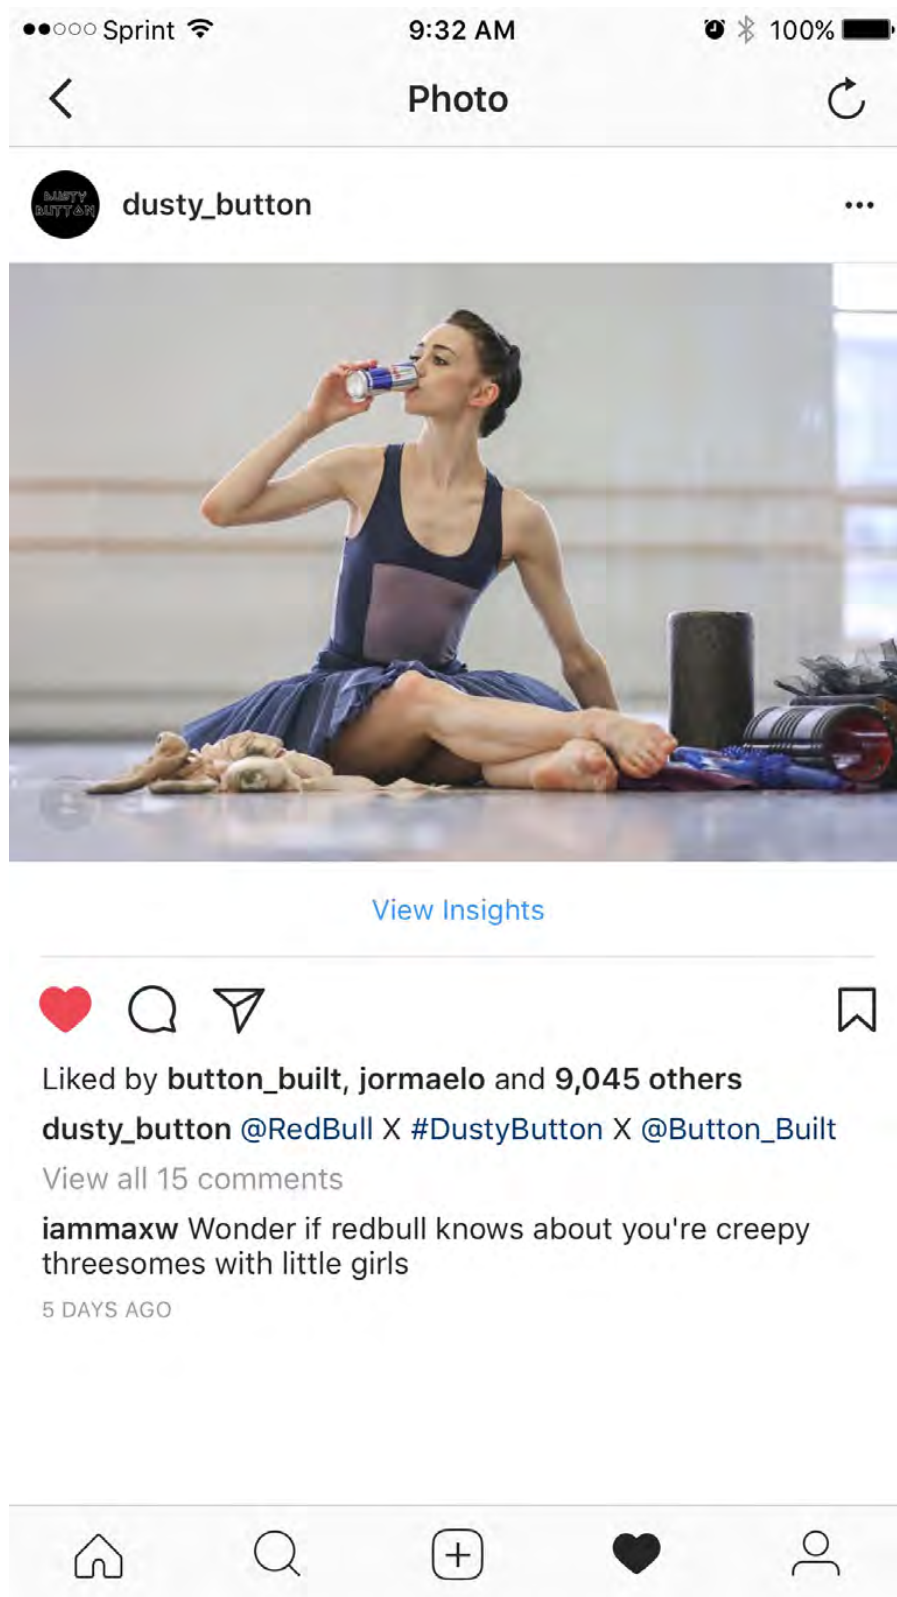 Sprint 9:32 AM 100%
Photo
DUSTY BUTTON
dusty_button
View Insights
Liked by button_built, jormaelo and 9,045 others
dusty_button @RedBull X #DustyButton X @Button_Built
View all 15 comments
iammaxw Wonder if redbull knows about you're creepy
threesomes with little girls
5 DAYS AGO